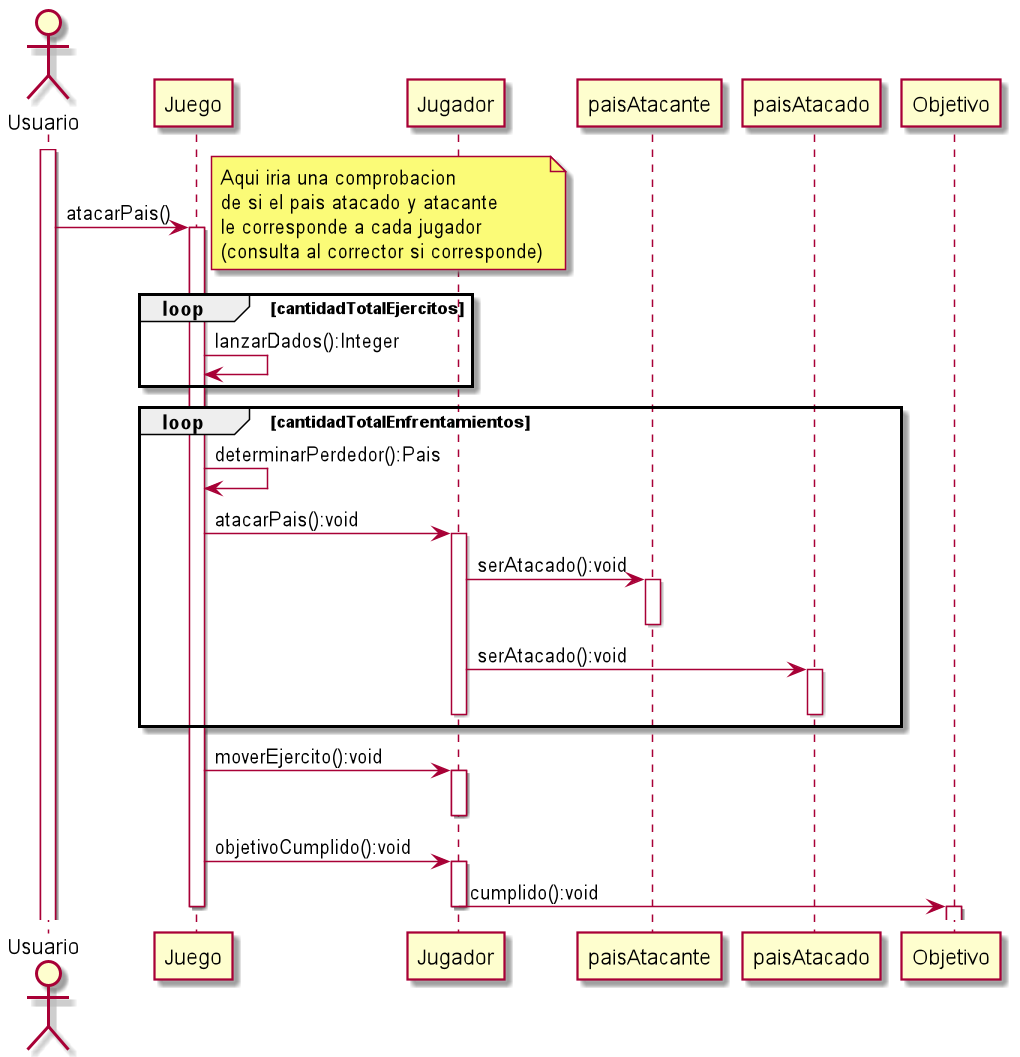 Usuario
Juego
Jugador
paisAtacante
paisAtacado
Objetivo
Aqui iria una comprobacion
de si el pais atacado y atacante
le corresponde a cada jugador
(consulta al corrector si corresponde)
atacarPais()
loop [cantidadTotalEjercitos]
lanzarDados():Integer
loop [cantidadTotalEnfrentamientos]
determinarPerdedor():Pais
atacarPais():void
serAtacado():void
serAtacado():void
moverEjercito():void
objetivoCumplido():void
cumplido():void
Usuario
Juego
Jugador
paisAtacante
paisAtacado
Objetivo